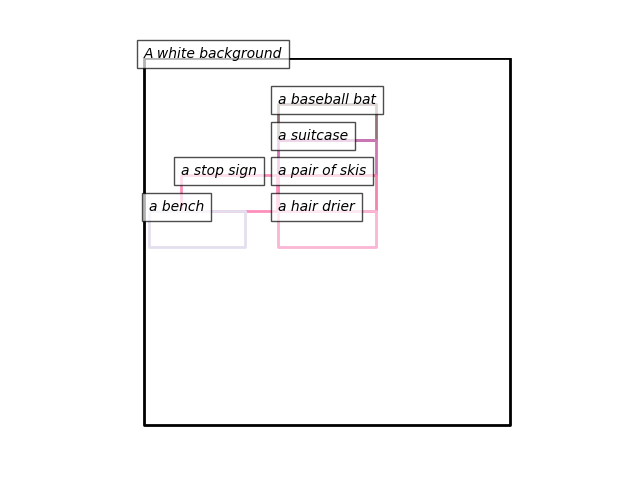 A white background
a baseball bat
a suitcase
a stop sign
a pair of skis
a bench
a hair drier